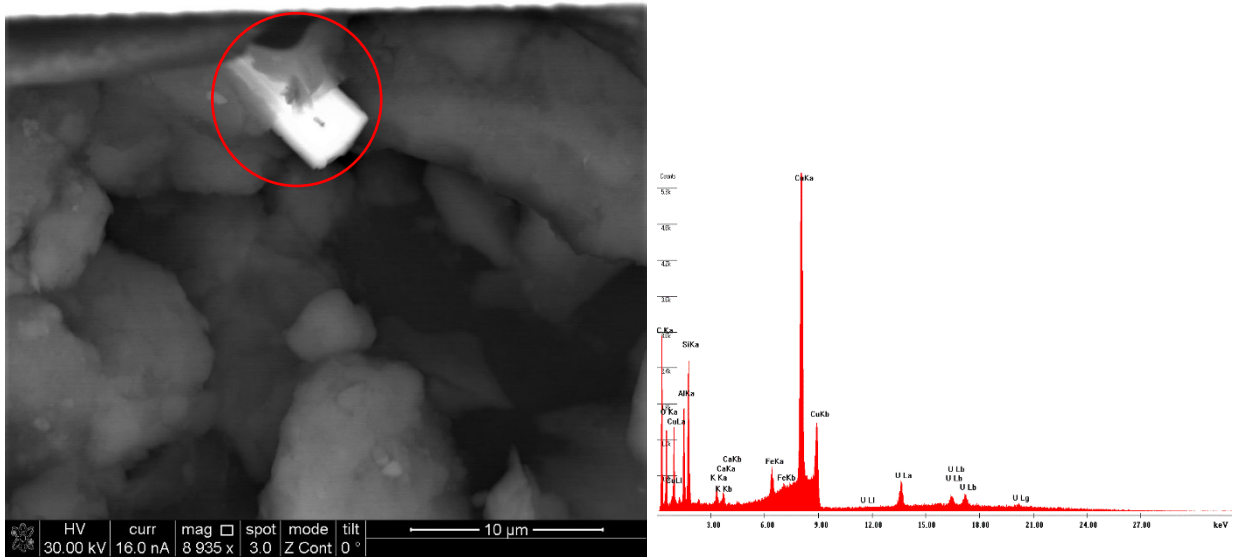 HV curr mag spot mode tilt
30.00 kV 16.0 nA 8 935 x 3.0 Z Cont 0 °
10 µm
CuKa
C Ka
SiKa
AlKa
O Ka
CuLa
CuLl
CuKb
CaKb
CaKa
K Ka
K Kb
FeKa
FeKb
U Ll
U La
U Lb
U Lb
U Lb
U Lg
3.00 6.00 9.00 12.00 15.00 18.00 21.00 24.00 27.00 keV